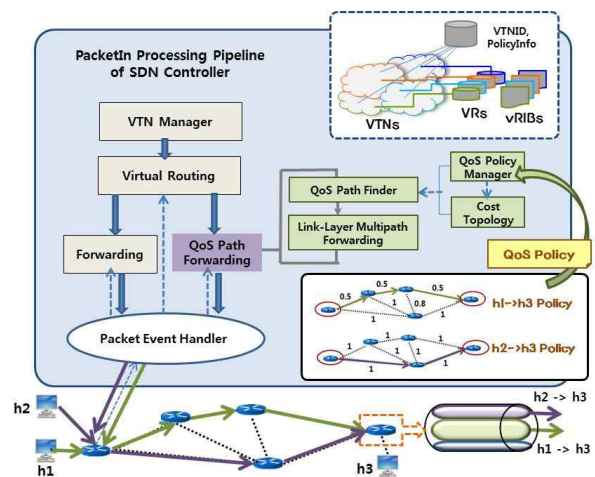 PacketIn Processing Pipeline
of SDN Controller
VTNID,
PolicyInfo
VTNs
VRs
vRIBs
VTN Manager
Virtual Routing
Forwarding
QoS Path
Forwarding
QoS Path Finder
Link-Layer Multipath
Forwarding
QoS Policy
Manager
Cost
Topology
QoS Policy
Packet Event Handler
0.5
0.5
0.5
0.8
1
1
1
1
h1->h3 Policy
1
1
1
1
1
1
1
h2->h3 Policy
h2
h1
h3
h2 -> h3
h1 -> h3